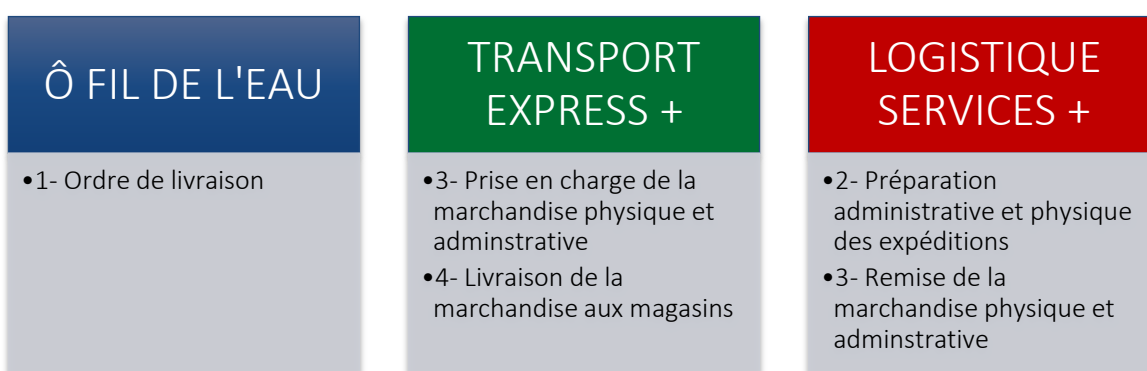 Ô FIL DE L'EAU
•1- Ordre de livraison
TRANSPORT
EXPRESS +
•3- Prise en charge de la
marchandise physique et
adminstrative
•4- Livraison de la
marchandise aux magasins
LOGISTIQUE
SERVICES +
•2- Préparation
administrative et physique
des expéditions
•3- Remise de la
marchandise physique et
adminstrative